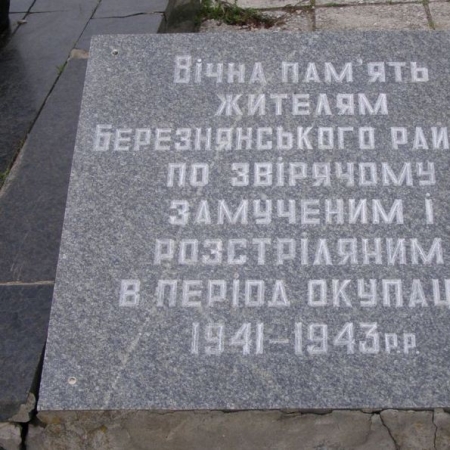 Вічна пам'ять
жителям
Березнянського рай
по звірячому
замученим і
розстріляним
в період окупац
1941-1943р.р.